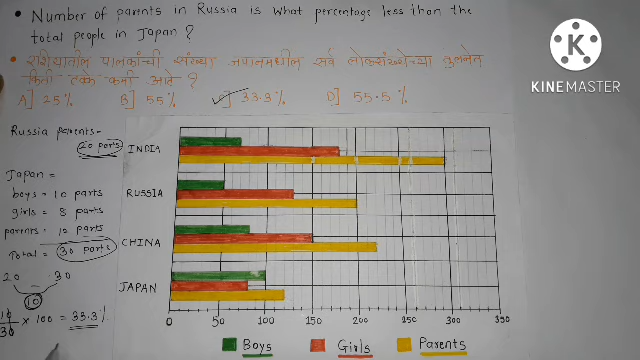 • Number of parents in Russia is What percentage less than the
total people in Japan ?
• रशियातील पालकांची संख्या जपानमधील सर्व लोकसंख्येच्या तुलनेत
किती टक्के कमी आहे ?
A] 25% B] 55% C] 33.3% D] 55.5%
KINEMASTER
Russia parents =
20 parts
Japan =
boys = 10 parts
girls = 8 parts
parents = 12 parts
Total = 30 parts
20 - 30
10
10/30 × 100 = 33.3%
INDIA
RUSSIA
CHINA
JAPAN
0 50 100 150 200 250 300 350
Boys Girls Parents